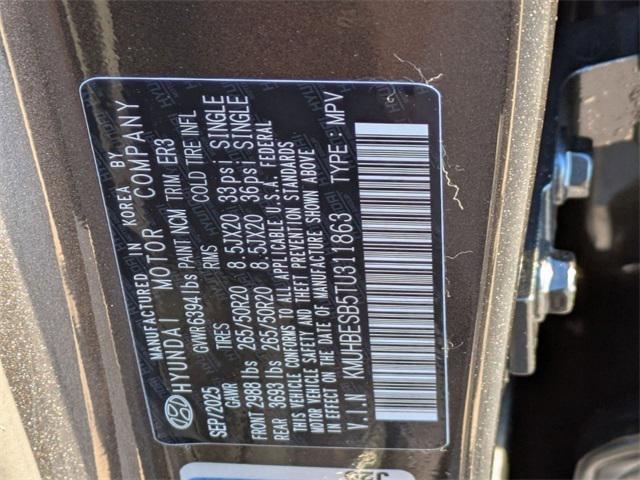 MANUFACTURED IN KOREA BY
HYUNDAI MOTOR COMPANY
SEP/2025 GVWR 6394 lbs PAINT NCM TRIM ER3
GAWR TIRES RIMS COLD TIRE INFL
FRONT 2988 lbs 265/50R20 8.5JX20 33psi SINGLE
REAR 3693 lbs 265/50R20 8.5JX20 36psi SINGLE
THIS VEHICLE CONFORMS TO ALL APPLICABLE U.S.A. FEDERAL
MOTOR VEHICLE SAFETY AND THEFT PREVENTION STANDARDS
IN EFFECT ON THE DATE OF MANUFACTURE SHOWN ABOVE.
V.I.N KMUHBESB5TU311863 TYPE: MPV